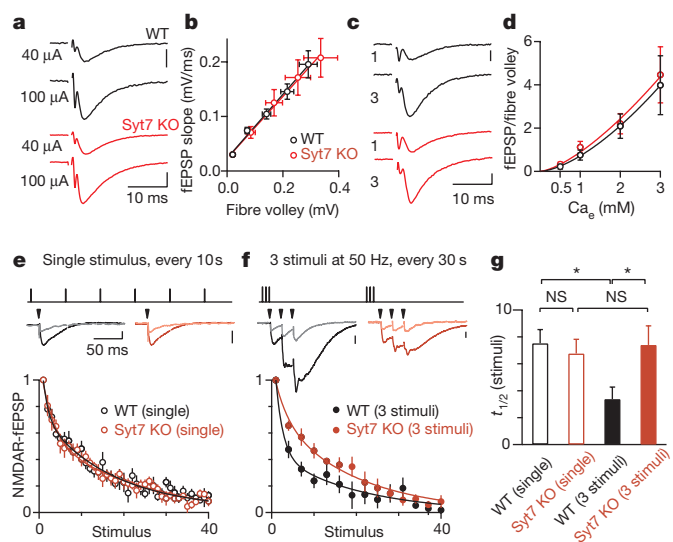 a
WT
40 µA
100 µA
Syt7 KO
40 µA
100 µA
10 ms
b
fEPSP slope (mV/ms)
0.2
0.1
0.0
0.0
0.2
0.4
Fibre volley (mV)
WT
Syt7 KO
c
1
3
1
3
10 ms
d
fEPSP/fibre volley
6
4
2
0
0.5
1
2
3
Cae (mM)
e Single stimulus, every 10 s
50 ms
NMDAR-fEPSP
1
0
0
20
40
Stimulus
WT (single)
Syt7 KO (single)
f 3 stimuli at 50 Hz, every 30 s
1
0
0
20
40
Stimulus
WT (3 stimuli)
Syt7 KO (3 stimuli)
g
*
*
NS
NS
t1/2 (stimuli)
10
0
WT (single)
Syt7 KO (single)
WT (3 stimuli)
Syt7 KO (3 stimuli)